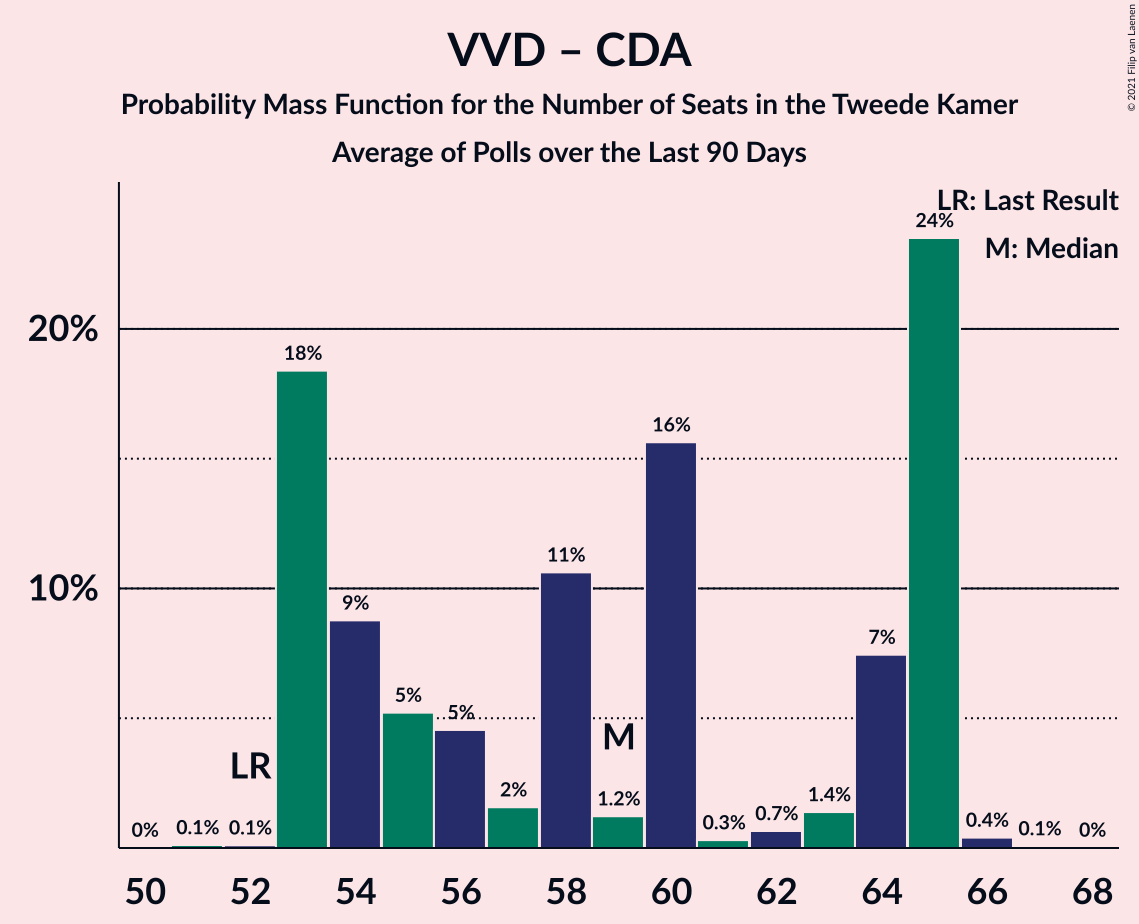 VVD – CDA
Probability Mass Function for the Number of Seats in the Tweede Kamer
Average of Polls over the Last 90 Days
© 2021 Filip van Laenen
LR: Last Result
M: Median
20%
10%
0%
0.1%
0.1%
18%
9%
5%
5%
2%
11%
1.2%
16%
0.3%
0.7%
1.4%
7%
24%
0.4%
0.1%
0%
LR
M
50 52 54 56 58 60 62 64 66 68